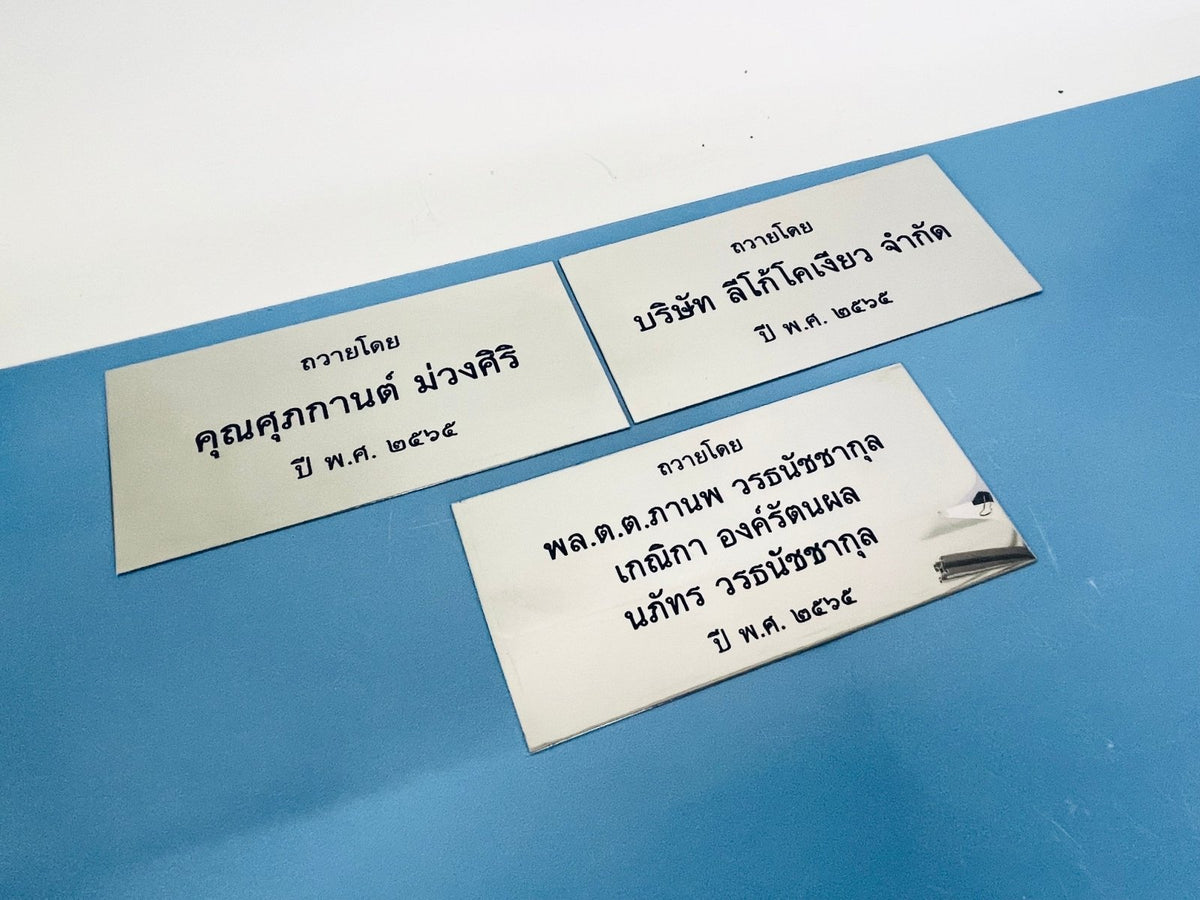 ถวายโดย
คุณศุภกานต์ ม่วงศิริ
ปี พ.ศ. ๒๕๖๕
ถวายโดย
บริษัท ลีโก้โคเงียว จำกัด
ปี พ.ศ. ๒๕๖๕
ถวายโดย
พล.ต.ต.ภานพ วรธนัชชากุล
เกณิกา องค์รัตนผล
นภัทร วรธนัชชากุล
ปี พ.ศ. ๒๕๖๕